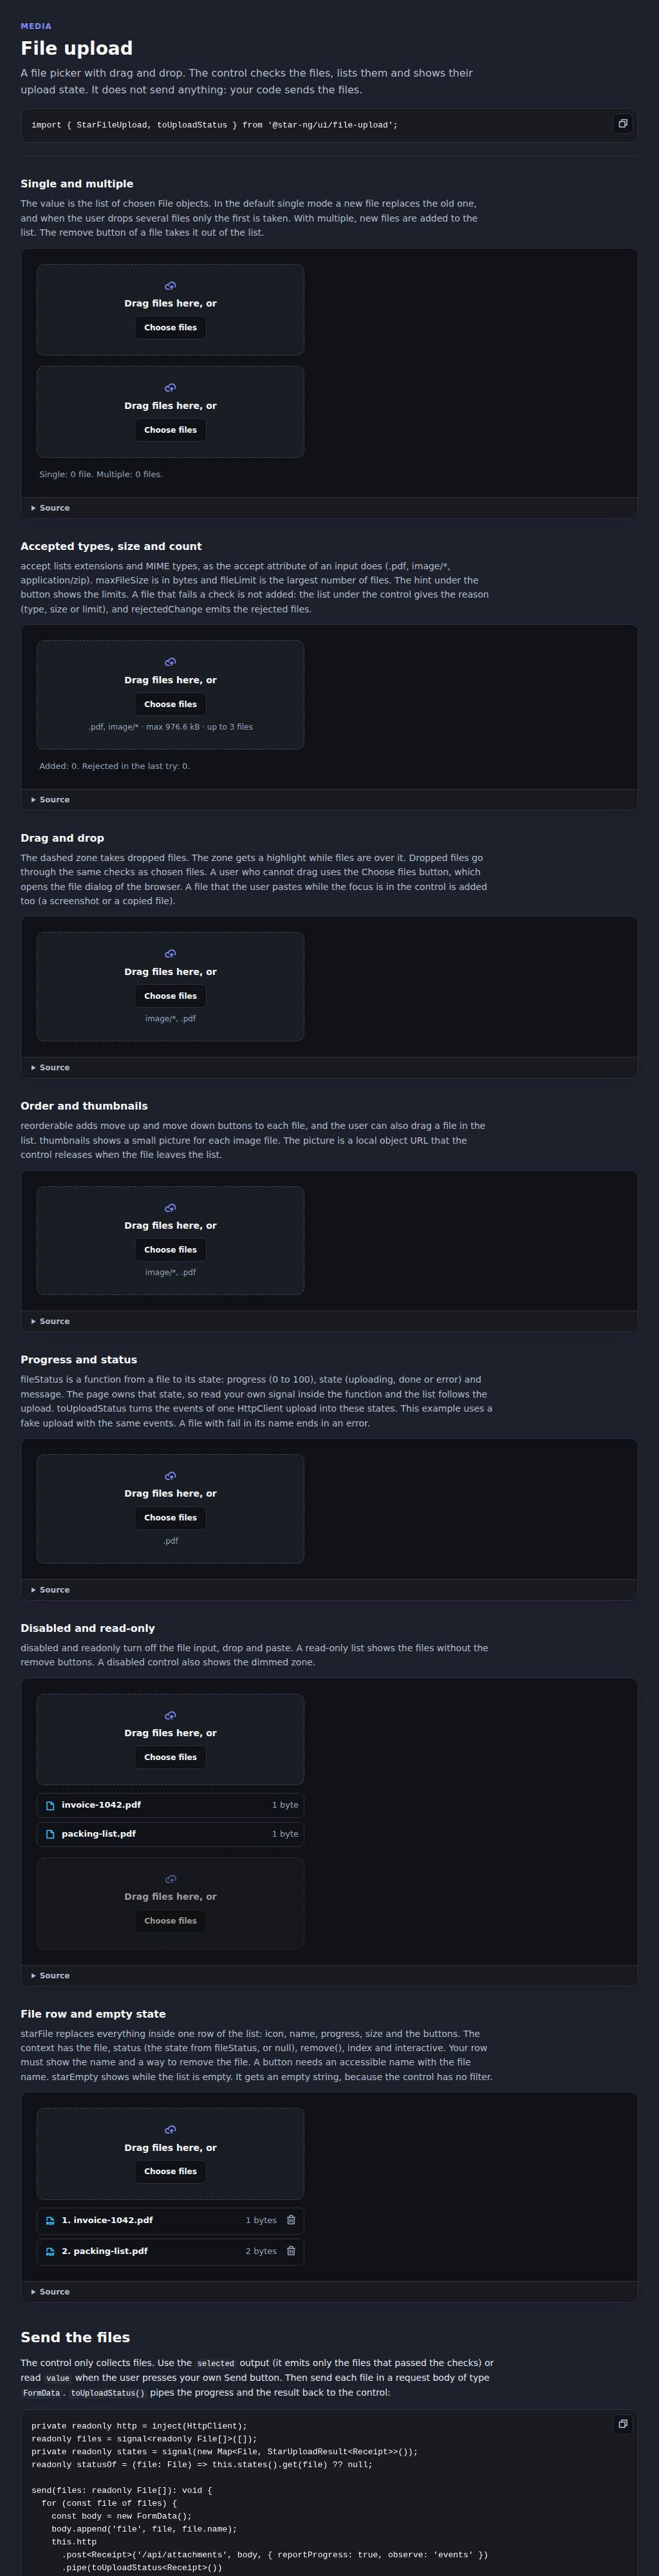 MEDIA
File upload
A file picker with drag and drop. The control checks the files, lists them and shows their
upload state. It does not send anything: your code sends the files.
import { StarFileUpload, toUploadStatus } from '@star-ng/ui/file-upload';
Single and multiple
The value is the list of chosen File objects. In the default single mode a new file replaces the old one,
and when the user drops several files only the first is taken. With multiple, new files are added to the
list. The remove button of a file takes it out of the list.
Drag files here, or
Choose files
Drag files here, or
Choose files
Single: 0 file. Multiple: 0 files.
Source
Accepted types, size and count
accept lists extensions and MIME types, as the accept attribute of an input does (.pdf, image/*,
application/zip). maxFileSize is in bytes and fileLimit is the largest number of files. The hint under the
button shows the limits. A file that fails a check is not added: the list under the control gives the reason
(type, size or limit), and rejectedChange emits the rejected files.
Drag files here, or
Choose files
.pdf, image/* · max 976.6 kB · up to 3 files
Added: 0. Rejected in the last try: 0.
Source
Drag and drop
The dashed zone takes dropped files. The zone gets a highlight while files are over it. Dropped files go
through the same checks as chosen files. A user who cannot drag uses the Choose files button, which
opens the file dialog of the browser. A file that the user pastes while the focus is in the control is added
too (a screenshot or a copied file).
Drag files here, or
Choose files
image/*, .pdf
Source
Order and thumbnails
reorderable adds move up and move down buttons to each file, and the user can also drag a file in the
list. thumbnails shows a small picture for each image file. The picture is a local object URL that the
control releases when the file leaves the list.
Drag files here, or
Choose files
image/*, .pdf
Source
Progress and status
fileStatus is a function from a file to its state: progress (0 to 100), state (uploading, done or error) and
message. The page owns that state, so read your own signal inside the function and the list follows the
upload. toUploadStatus turns the events of one HttpClient upload into these states. This example uses a
fake upload with the same events. A file with fail in its name ends in an error.
Drag files here, or
Choose files
.pdf
Source
Disabled and read-only
disabled and readonly turn off the file input, drop and paste. A read-only list shows the files without the
remove buttons. A disabled control also shows the dimmed zone.
Drag files here, or
Choose files
invoice-1042.pdf 1 byte
packing-list.pdf 1 byte
Drag files here, or
Choose files
Source
File row and empty state
starFile replaces everything inside one row of the list: icon, name, progress, size and the buttons. The
context has the file, status (the state from fileStatus, or null), remove(), index and interactive. Your row
must show the name and a way to remove the file. A button needs an accessible name with the file
name. starEmpty shows while the list is empty. It gets an empty string, because the control has no filter.
Drag files here, or
Choose files
1. invoice-1042.pdf 1 bytes
2. packing-list.pdf 2 bytes
Source
Send the files
The control only collects files. Use the selected output (it emits only the files that passed the checks) or
read value when the user presses your own Send button. Then send each file in a request body of type
FormData. toUploadStatus() pipes the progress and the result back to the control:
private readonly http = inject(HttpClient);
readonly files = signal<readonly File[]>([]);
private readonly states = signal(new Map<File, StarUploadResult<Receipt>>());
readonly statusOf = (file: File) => this.states().get(file) ?? null;
send(files: readonly File[]): void {
for (const file of files) {
const body = new FormData();
body.append('file', file, file.name);
this.http
.post<Receipt>('/api/attachments', body, { reportProgress: true, observe: 'events' })
.pipe(toUploadStatus<Receipt>())